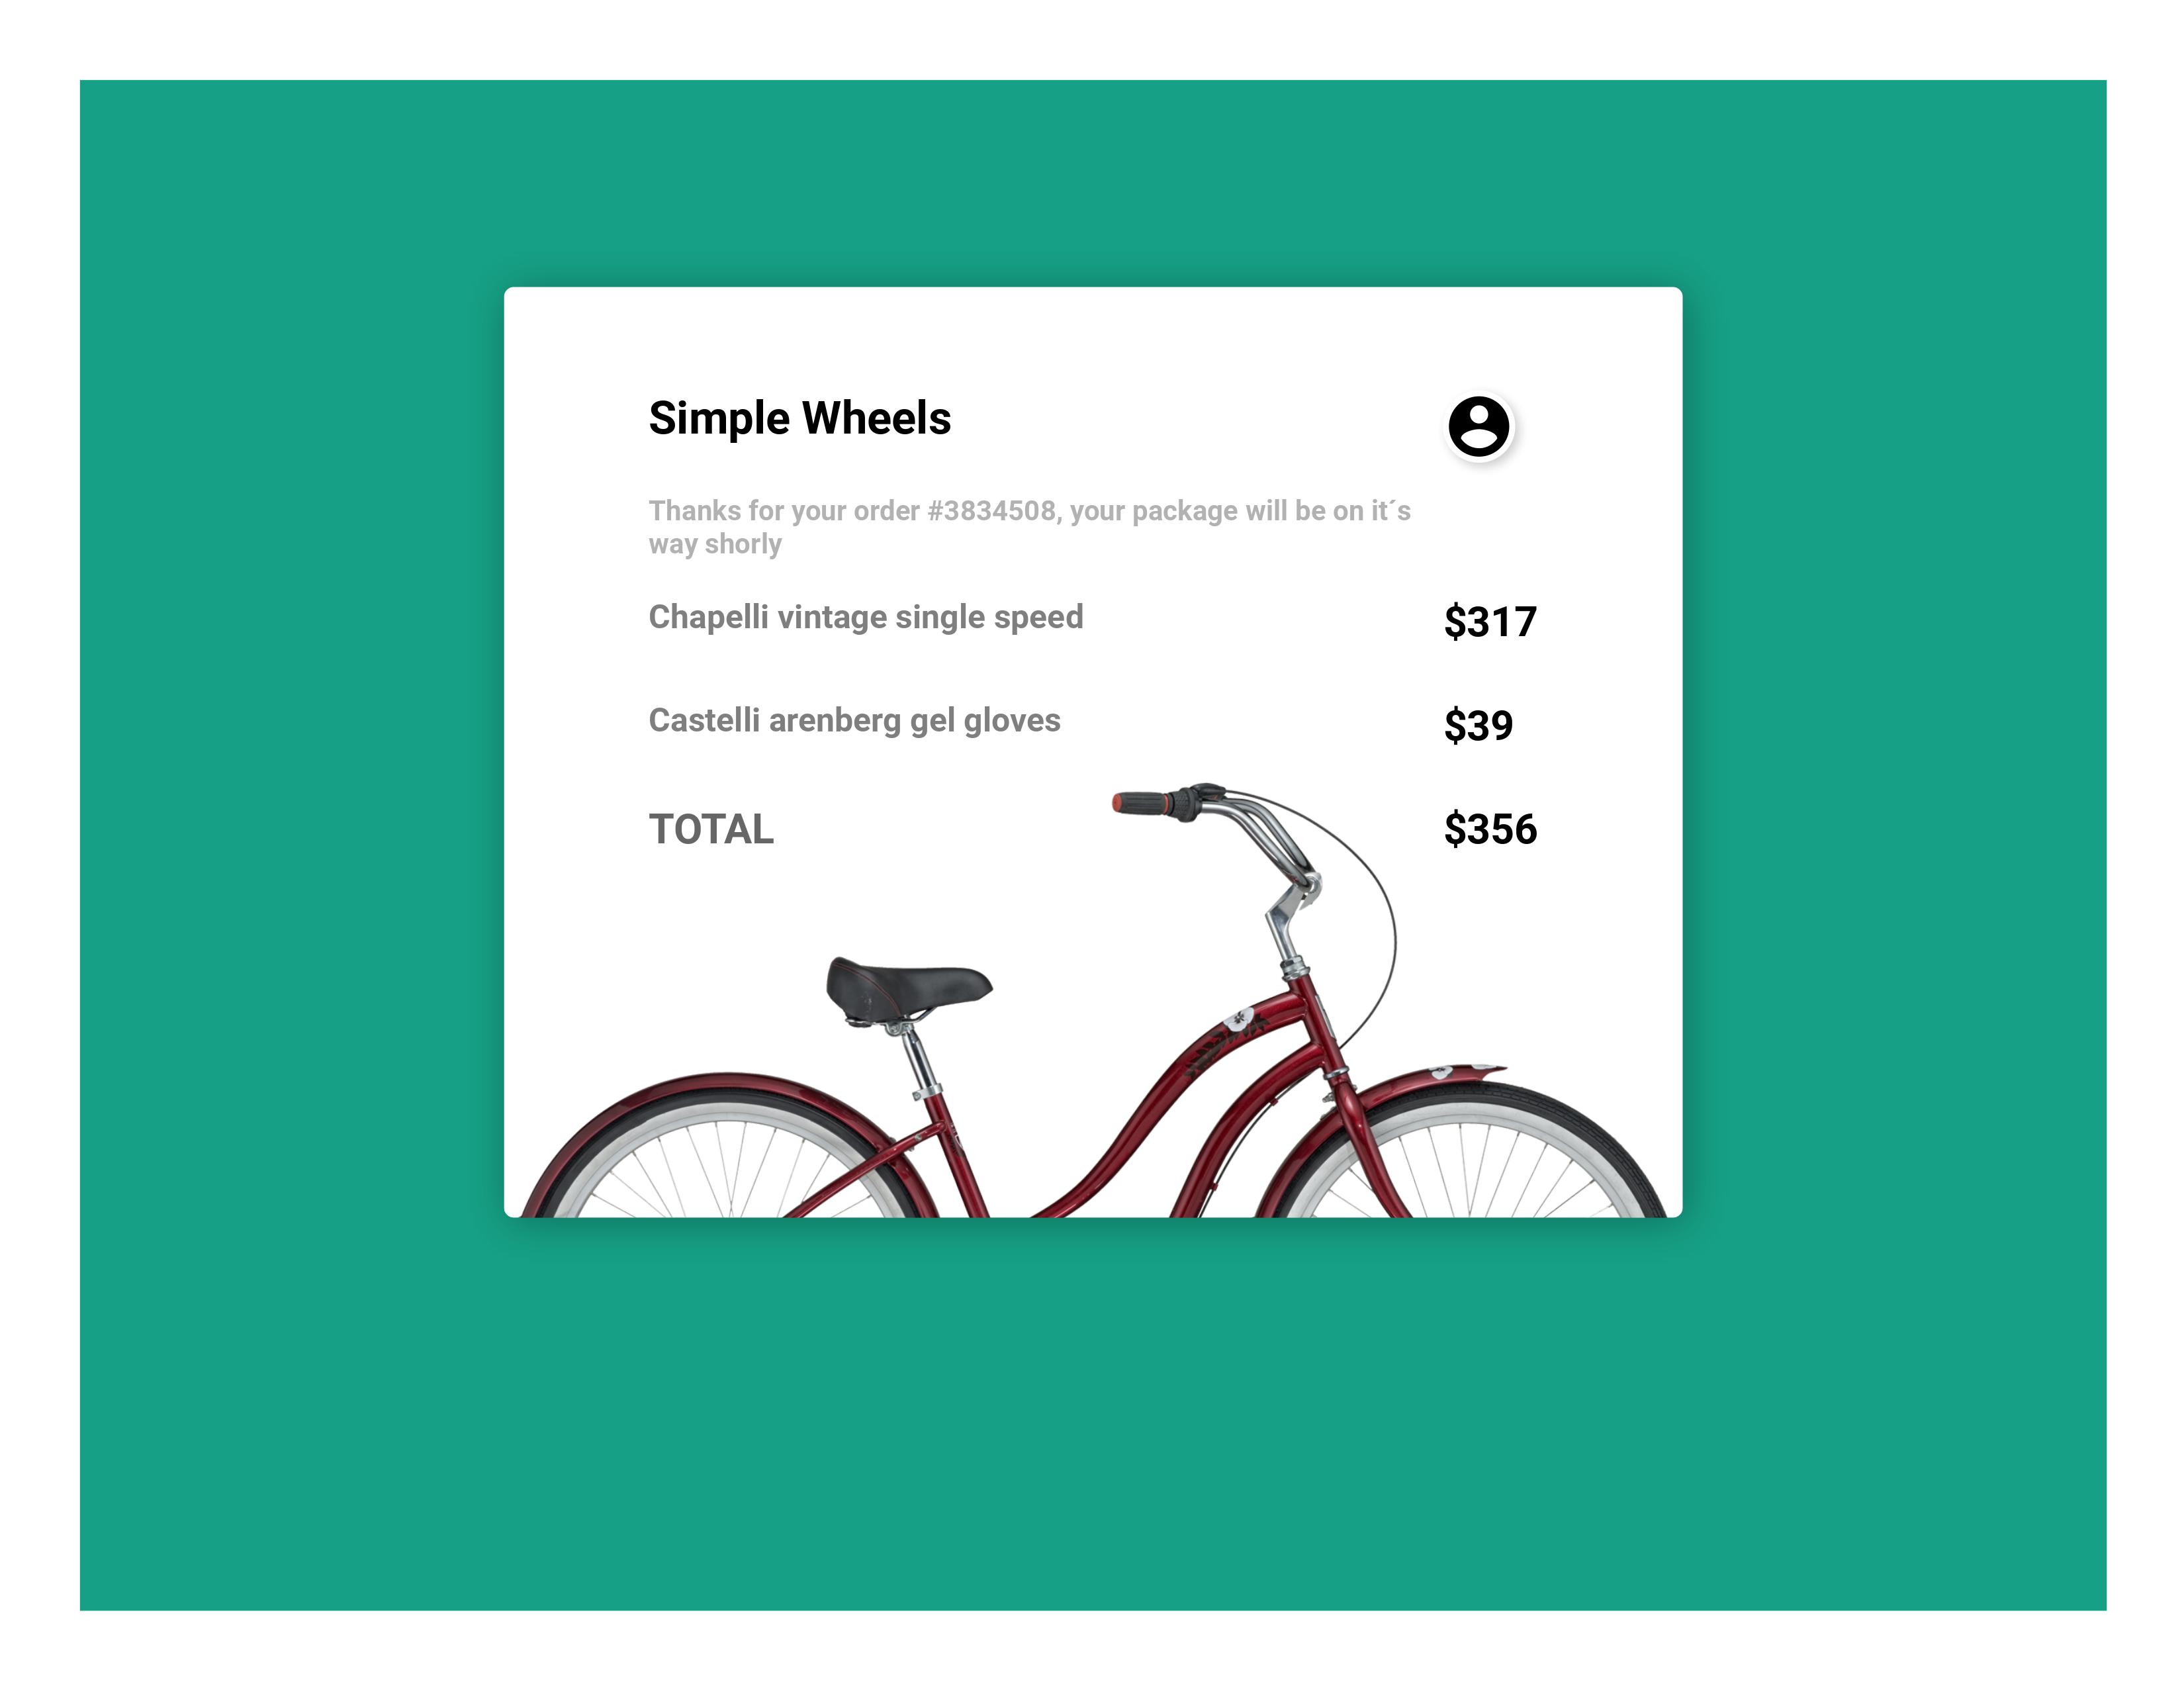 Simple Wheels
Thanks for your order #3834508, your package will be on it´s
way shorly
Chapelli vintage single speed
$317
Castelli arenberg gel gloves
$39
TOTAL
$356